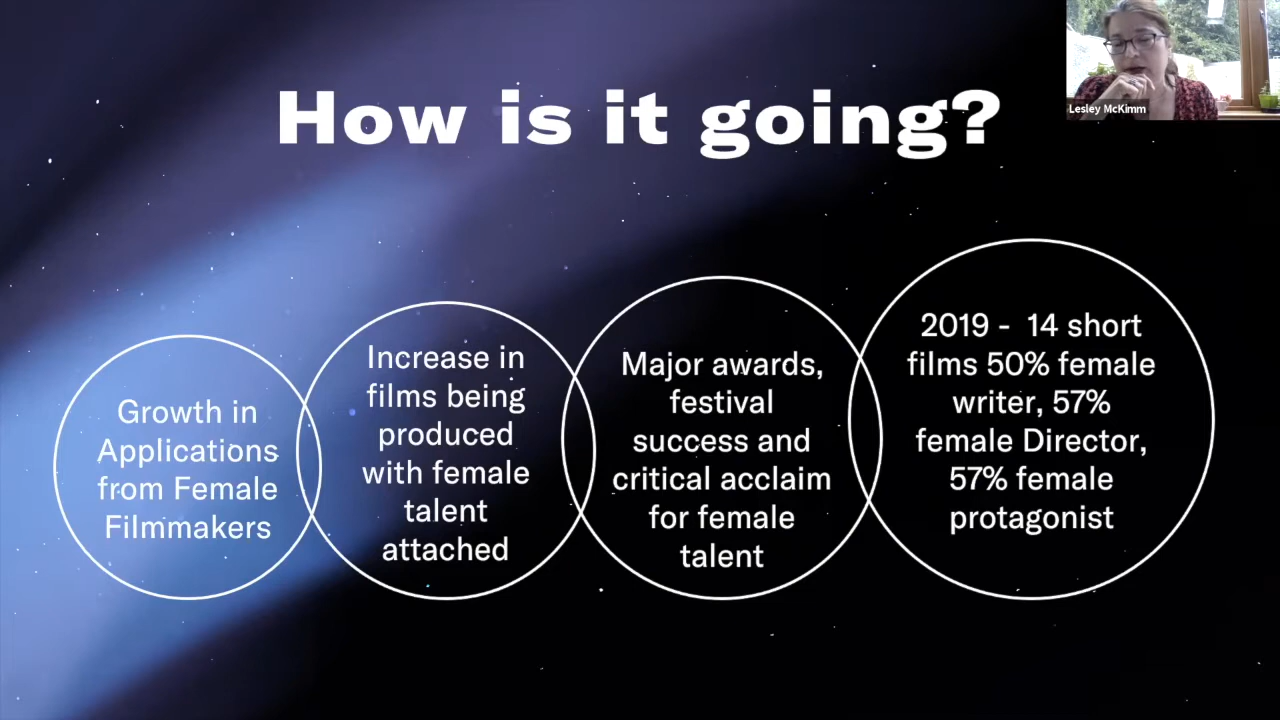 How is it going?
Lesley McKimm
Growth in
Applications
from Female
Filmmakers
Increase in
films being
produced
with female
talent
attached
Major awards,
festival
success and
critical acclaim
for female
talent
2019 -  14 short
films 50% female
writer, 57%
female Director,
57% female
protagonist